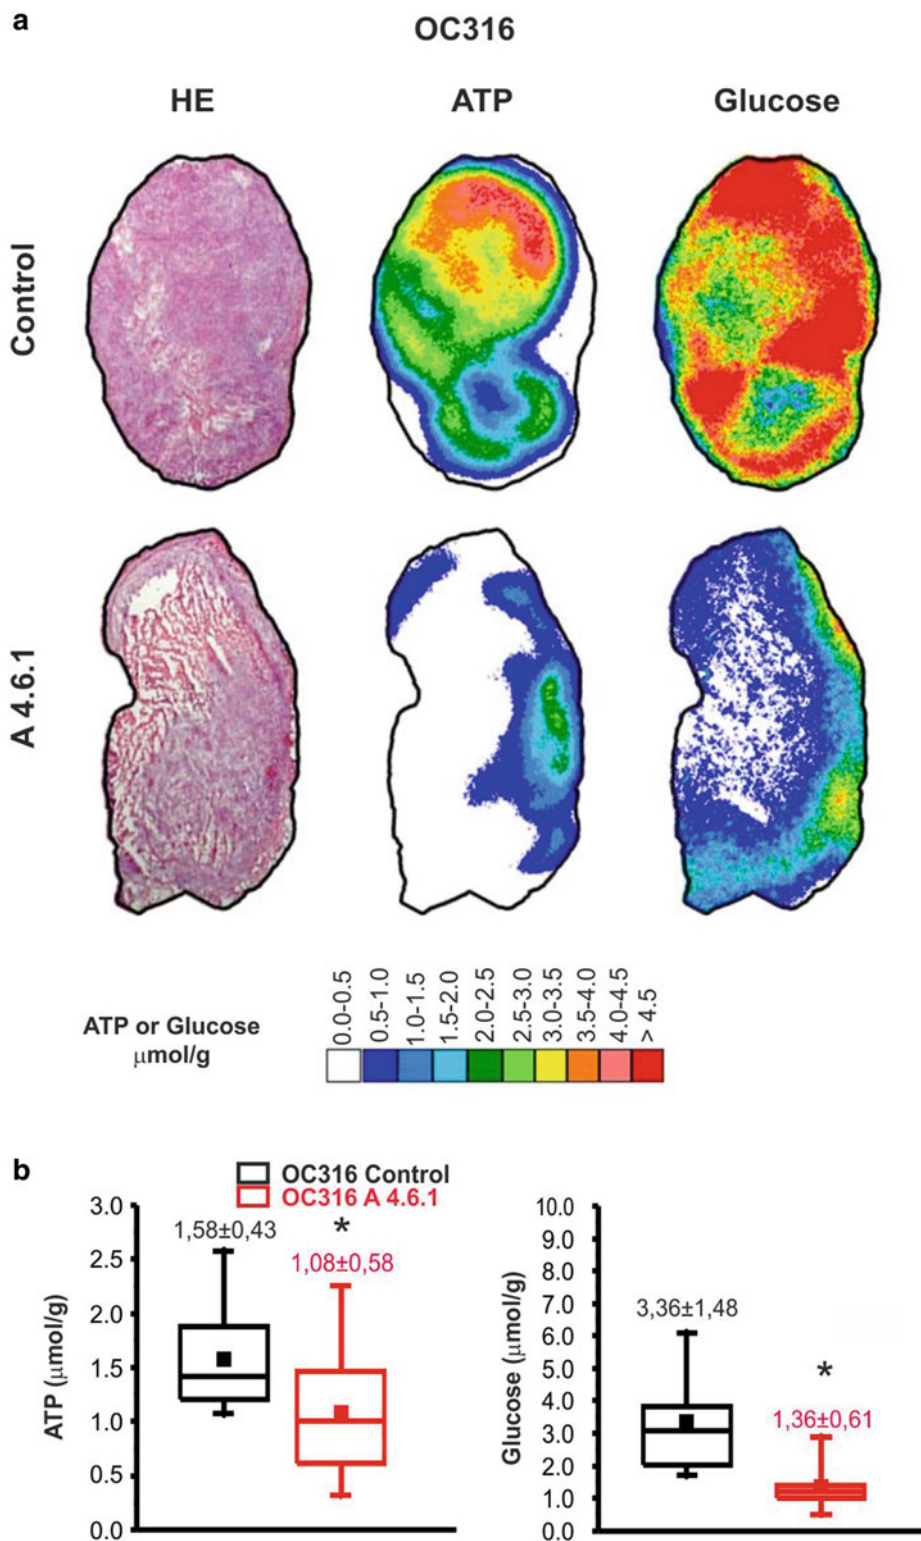 a
OC316
HE ATP Glucose
Control
A 4.6.1
ATP or Glucose
μmol/g
0.0-0.5
0.5-1.0
1.0-1.5
1.5-2.0
2.0-2.5
2.5-3.0
3.0-3.5
3.5-4.0
4.0-4.5
> 4.5
b
OC316 Control
OC316 A 4.6.1
ATP (μmol/g)
3.0
2.5
2.0
1.5
1.0
0.5
0.0
1,58±0,43
*
1,08±0,58
Glucose (μmol/g)
10.0
9.0
8.0
7.0
6.0
5.0
4.0
3.0
2.0
1.0
0.0
3,36±1,48
*
1,36±0,61